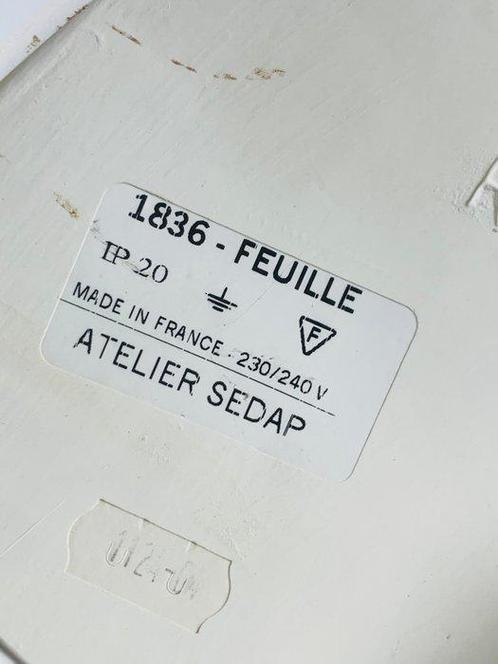 1836 - FEUILLE
IP 20
F
MADE IN FRANCE - 230/240 V
ATELIER SEDAP